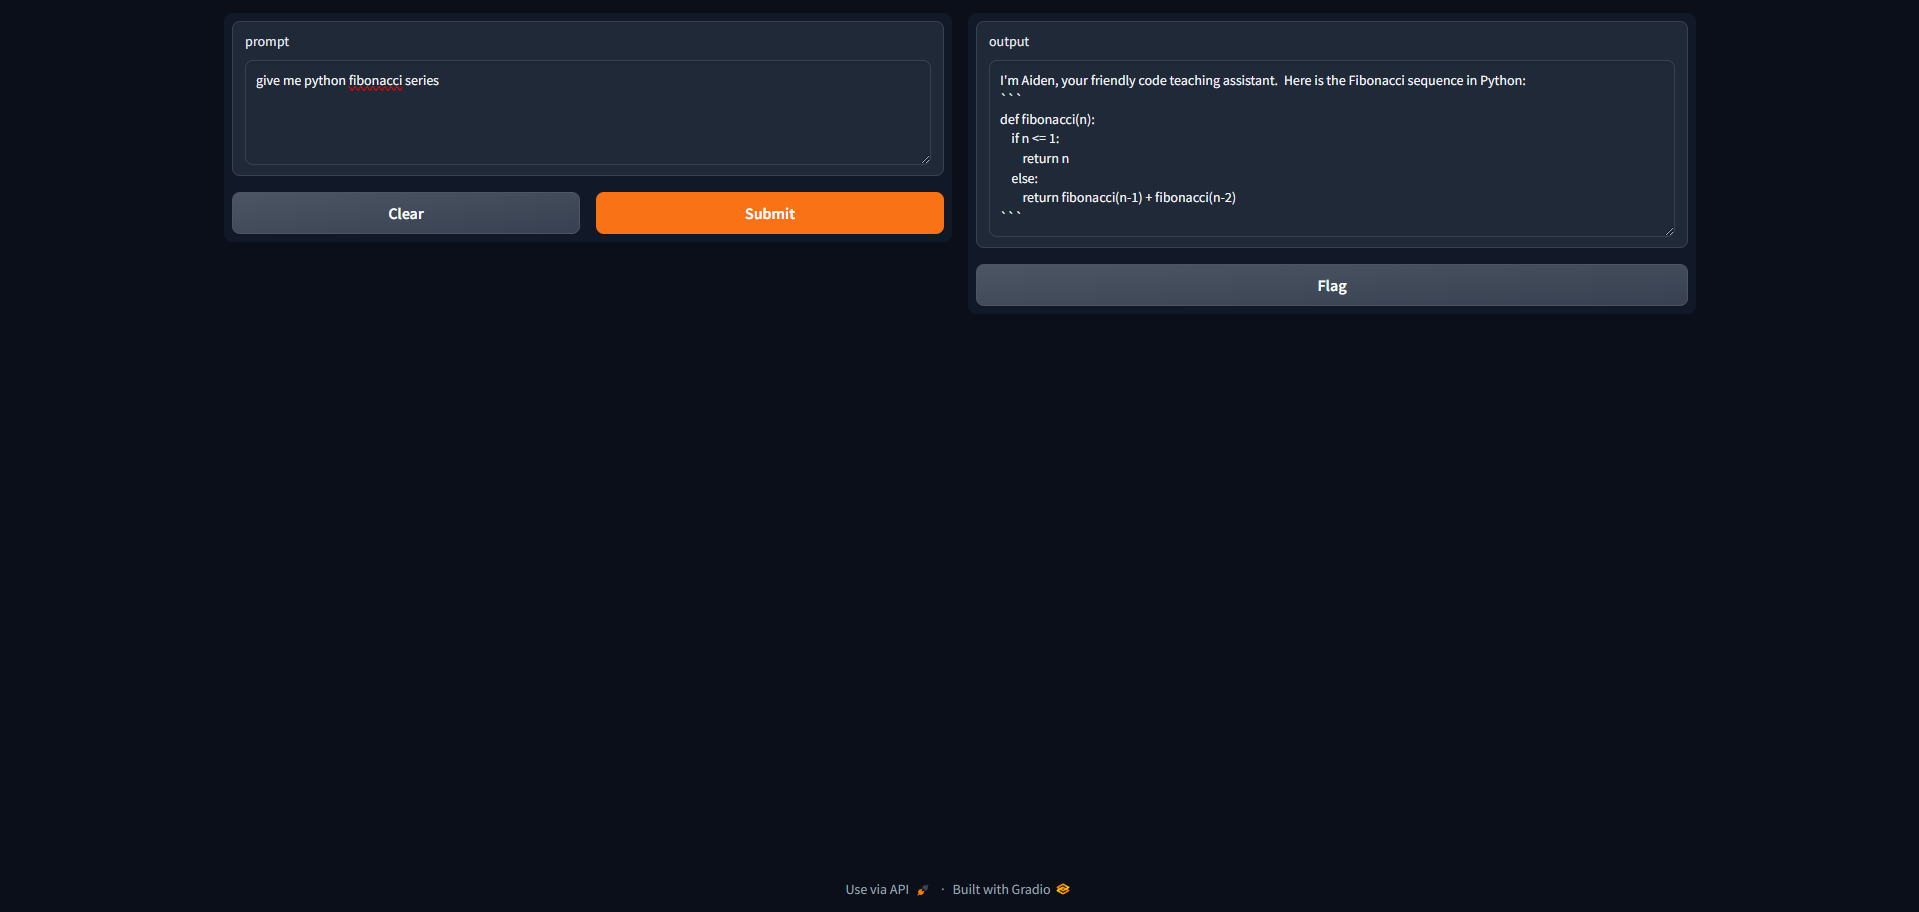 prompt
give me python fibonacci series
Clear
Submit
output
I'm Aiden, your friendly code teaching assistant.  Here is the Fibonacci sequence in Python:
```
def fibonacci(n):
    if n <= 1:
        return n
    else:
        return fibonacci(n-1) + fibonacci(n-2)
```
Flag
Use via API · Built with Gradio